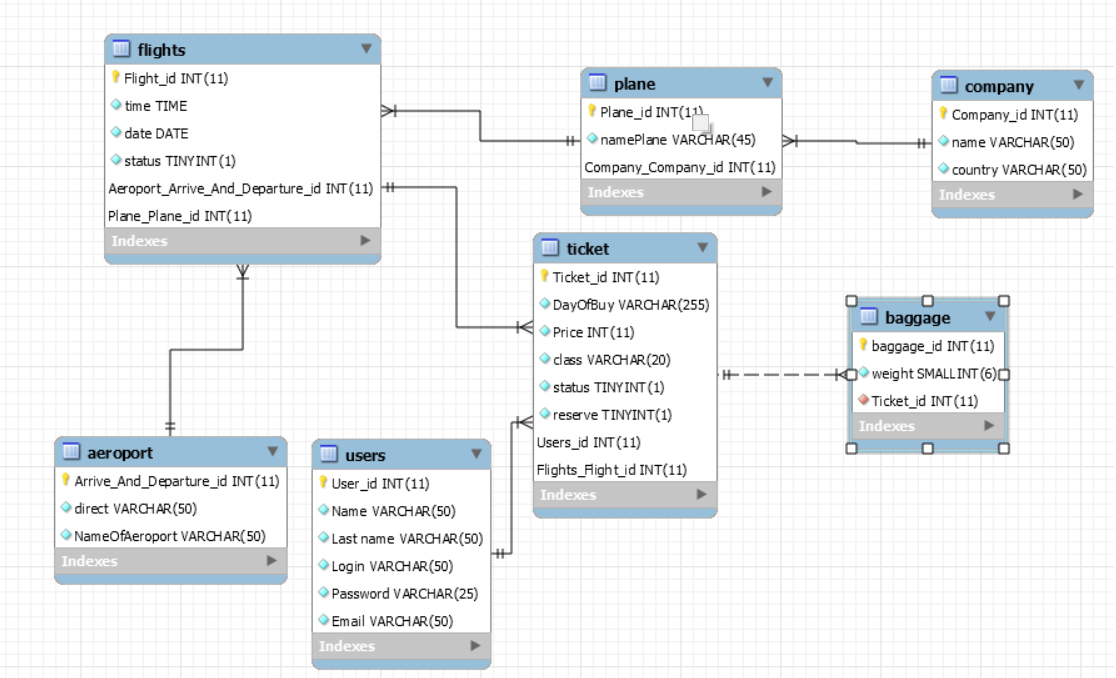 flights
Flight_id INT(11)
time TIME
date DATE
status TINYINT(1)
Aeroport_Arrive_And_Departure_id INT(11)
Plane_Plane_id INT(11)
Indexes
plane
Plane_id INT(11)
namePlane VARCHAR(45)
Company_Company_id INT(11)
Indexes
company
Company_id INT(11)
name VARCHAR(50)
country VARCHAR(50)
Indexes
ticket
Ticket_id INT(11)
DayOfBuy VARCHAR(255)
Price INT(11)
class VARCHAR(20)
status TINYINT(1)
reserve TINYINT(1)
Users_id INT(11)
Flights_Flight_id INT(11)
Indexes
baggage
baggage_id INT(11)
weight SMALLINT(6)
Ticket_id INT(11)
Indexes
aeroport
Arrive_And_Departure_id INT(11)
direct VARCHAR(50)
NameOfAeroport VARCHAR(50)
Indexes
users
User_id INT(11)
Name VARCHAR(50)
Last name VARCHAR(50)
Login VARCHAR(50)
Password VARCHAR(25)
Email VARCHAR(50)
Indexes